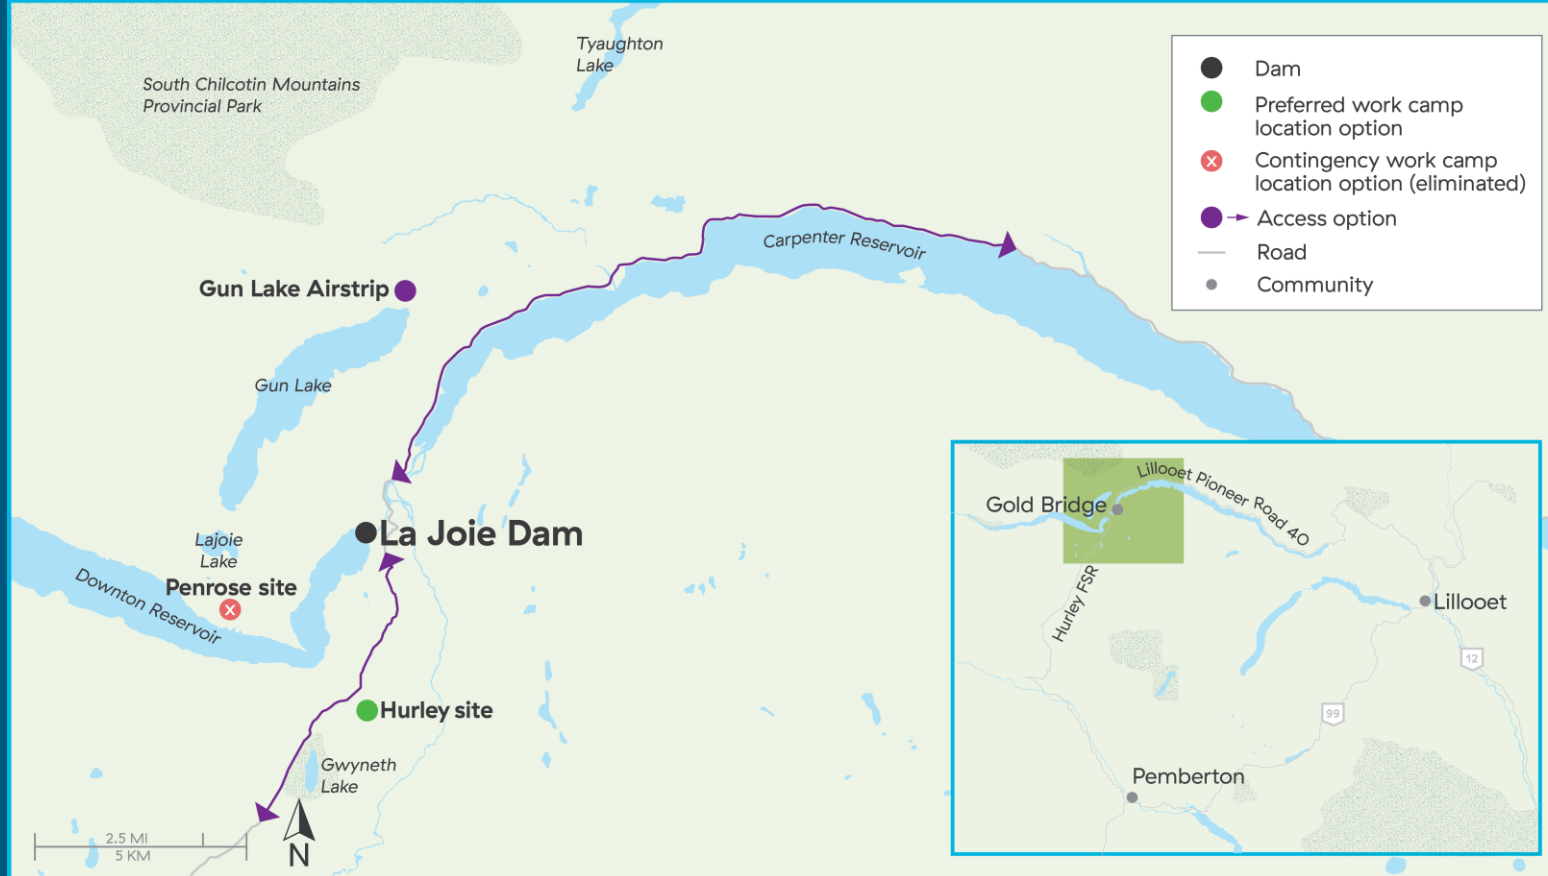 Tyaughton
Lake
South Chilcotin Mountains
Provincial Park
Dam
Preferred work camp
location option
X
Contingency work camp
location option (eliminated)
Access option
Road
Community
Carpenter Reservoir
Gun Lake Airstrip
Gun Lake
La Joie Dam
Lajoie
Lake
Penrose site
X
Downton Reservoir
Hurley site
Gwyneth
Lake
2.5 MI
5 KM
N
Lillooet Pioneer Road 40
Gold Bridge
Hurley FSR
Lillooet
12
99
Pemberton